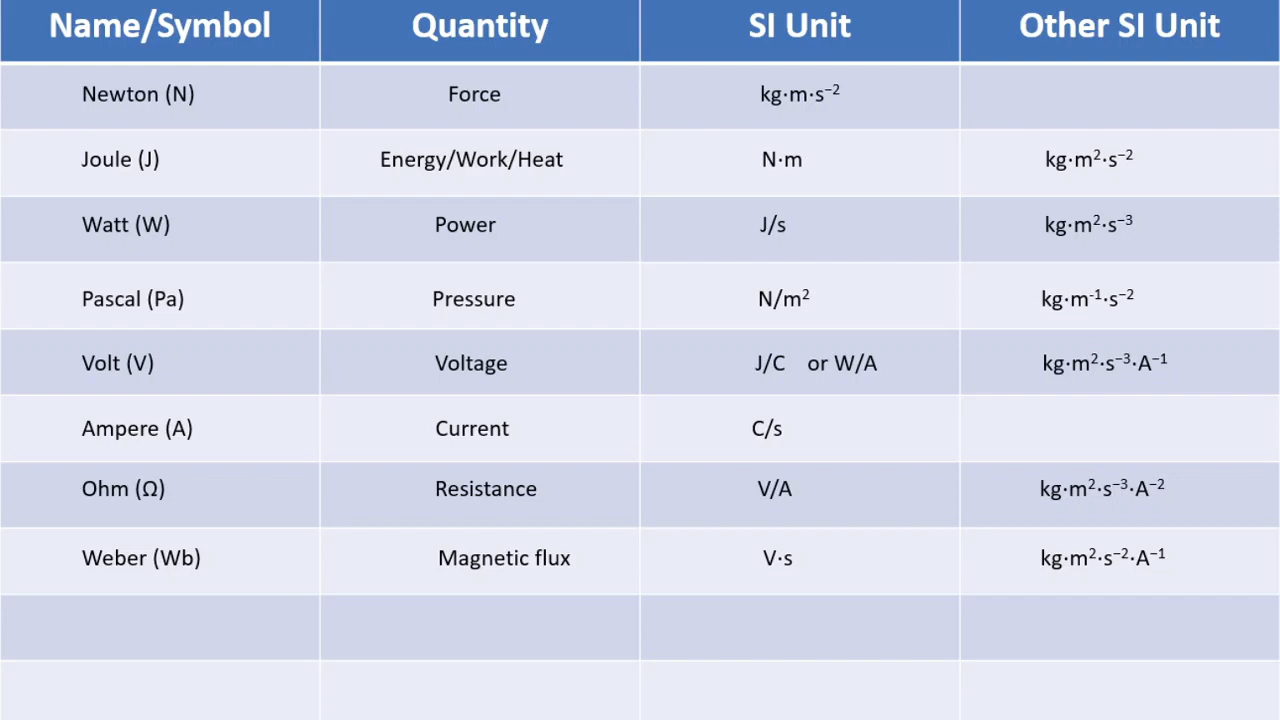 Name/Symbol Quantity SI Unit Other SI Unit
Newton (N) Force kg·m·s⁻²
Joule (J) Energy/Work/Heat N·m kg·m²·s⁻²
Watt (W) Power J/s kg·m²·s⁻³
Pascal (Pa) Pressure N/m² kg·m⁻¹·s⁻²
Volt (V) Voltage J/C or W/A kg·m²·s⁻³·A⁻¹
Ampere (A) Current C/s
Ohm (Ω) Resistance V/A kg·m²·s⁻³·A⁻²
Weber (Wb) Magnetic flux V·s kg·m²·s⁻²·A⁻¹